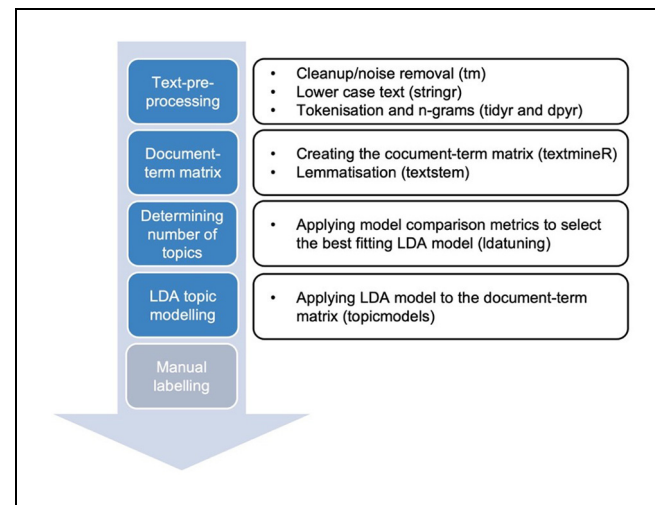 Text-pre-
processing
• Cleanup/noise removal (tm)
• Lower case text (stringr)
• Tokenisation and n-grams (tidyr and dpyr)
Document-
term matrix
• Creating the cocument-term matrix (textmineR)
• Lemmatisation (textstem)
Determining
number of
topics
• Applying model comparison metrics to select
the best fitting LDA model (ldatuning)
LDA topic
modelling
• Applying LDA model to the document-term
matrix (topicmodels)
Manual
labelling